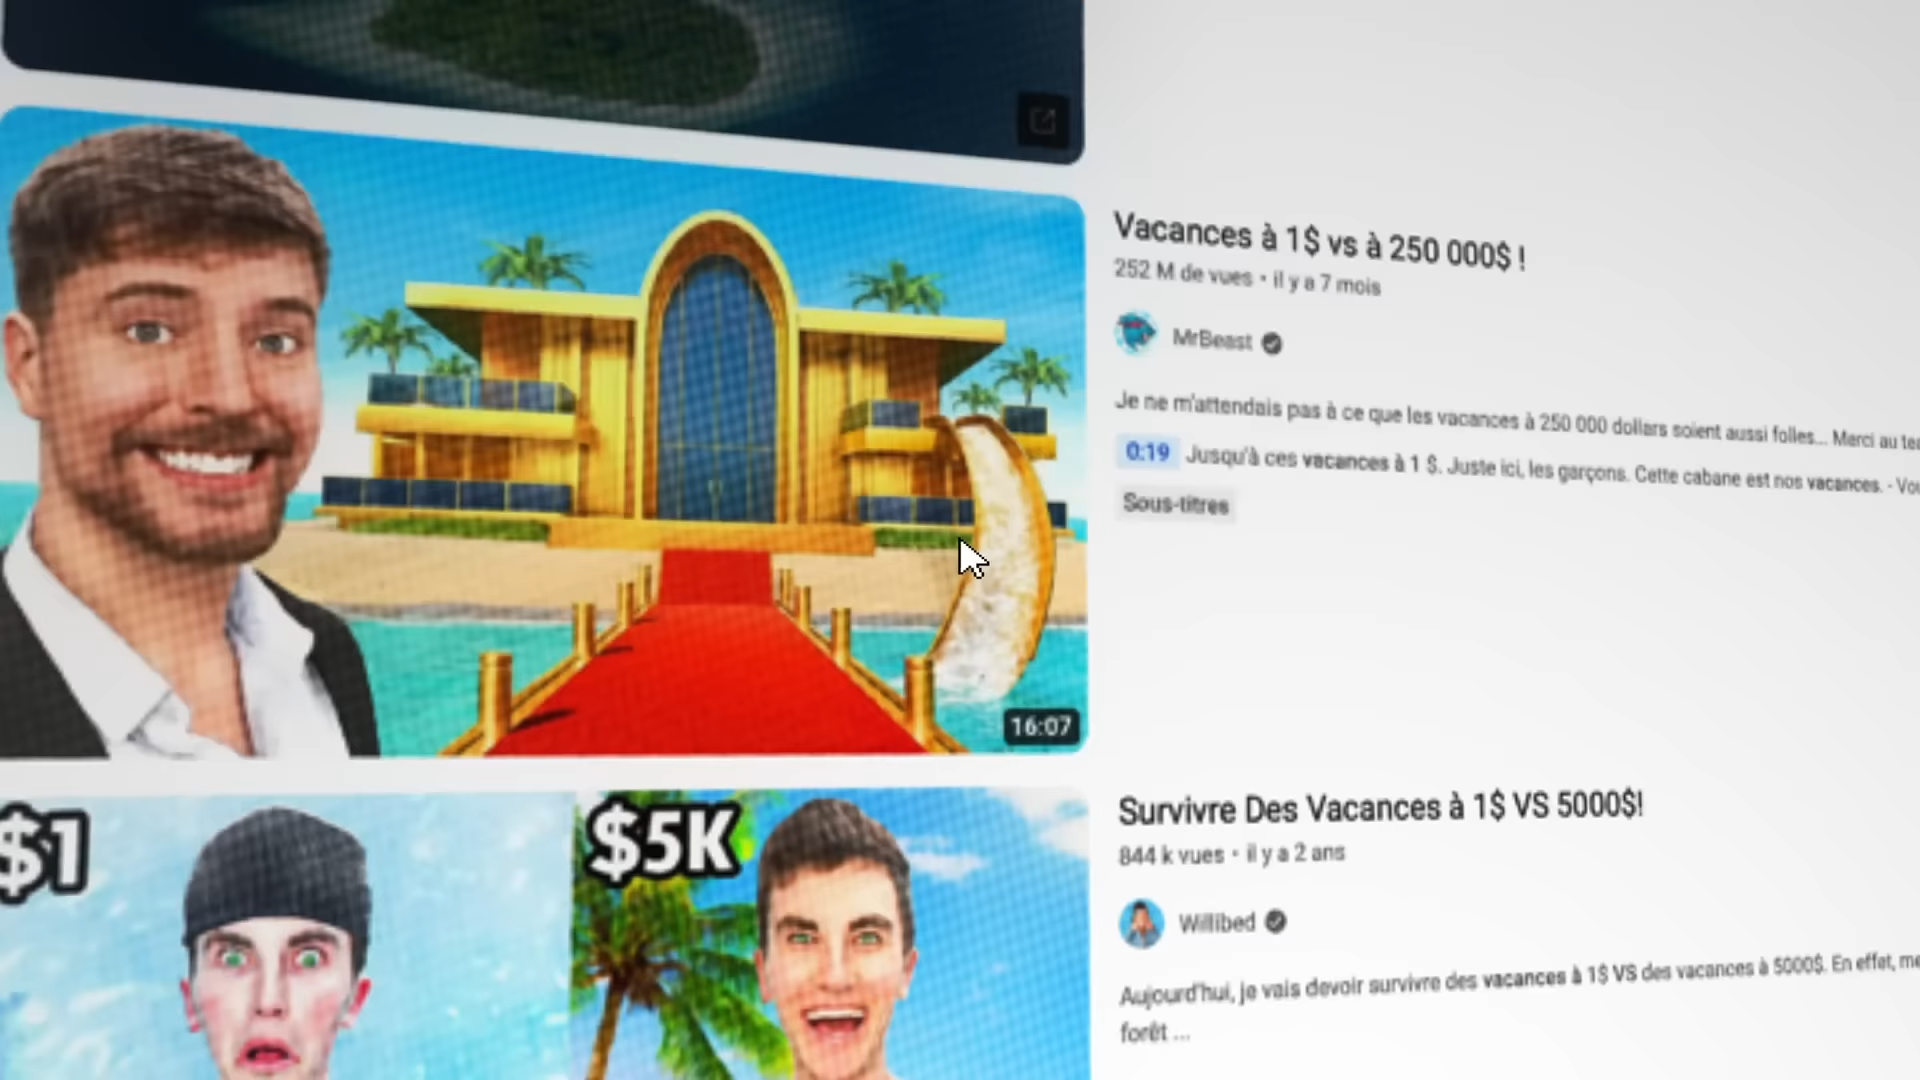 Vacances à 1$ vs à 250 000$ !
252 M de vues • il y a 7 mois
MrBeast
Je ne m'attendais pas à ce que les vacances à 250 000 dollars soient aussi folles... Merci au
0:19 Jusqu'à ces vacances à 1 $. Juste ici, les garçons. Cette cabane est nos vacances. -
Sous-titres
16:07
$1
$5K
Survivre Des Vacances à 1$ VS 5000$!
844 k vues • il y a 2 ans
Willibed
Aujourd'hui, je vais devoir survivre des vacances à 1$ VS des vacances à 5000$. En effet,
forêt ...